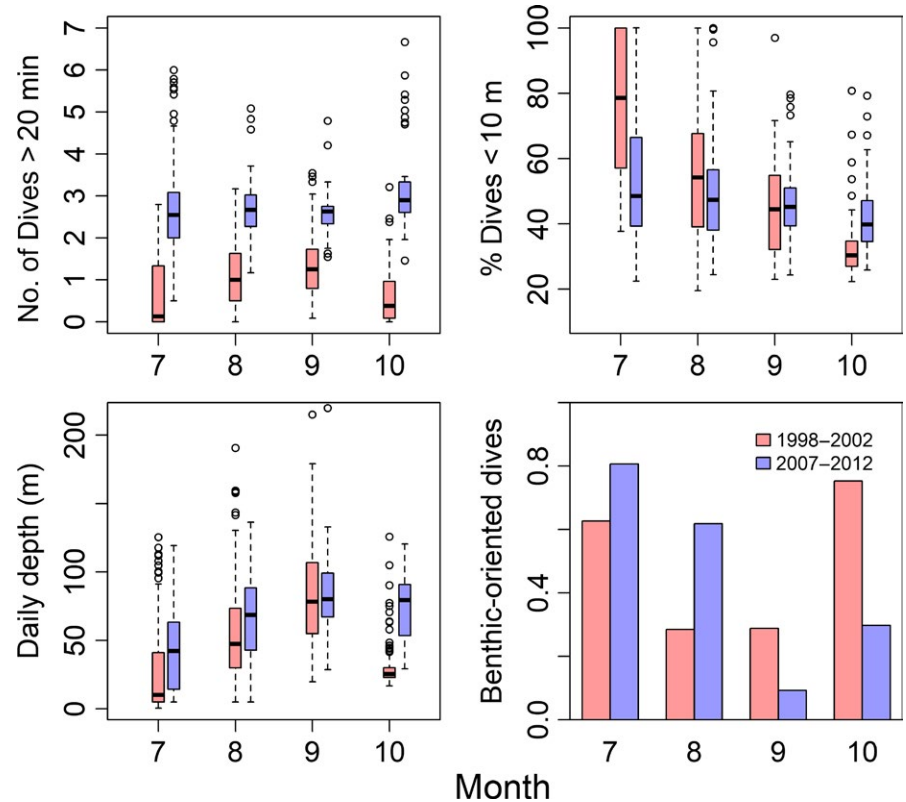 No. of Dives > 20 min
7
6
5
4
3
2
1
0
7 8 9 10
% Dives < 10 m
100
80
60
40
20
7 8 9 10
Daily depth (m)
200
100
50
0
7 8 9 10
Benthic-oriented dives
0.8
0.4
0.0
1998–2002
2007–2012
7 8 9 10
Month